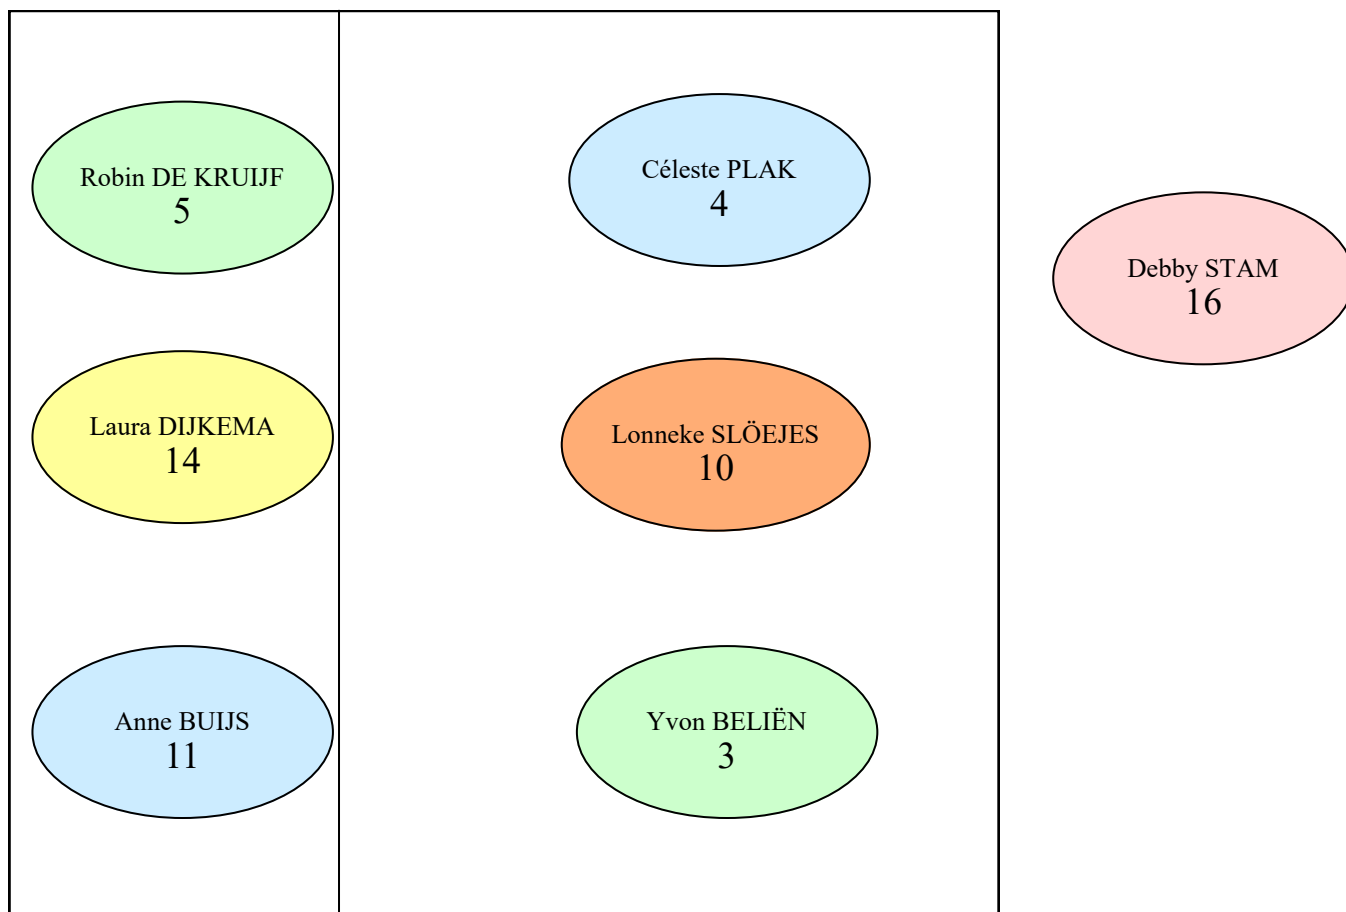 Robin DE KRUIJF
5
Céleste PLAK
4
Debby STAM
16
Laura DIJKEMA
14
Lonneke SLÖEJES
10
Anne BUIJS
11
Yvon BELIËN
3